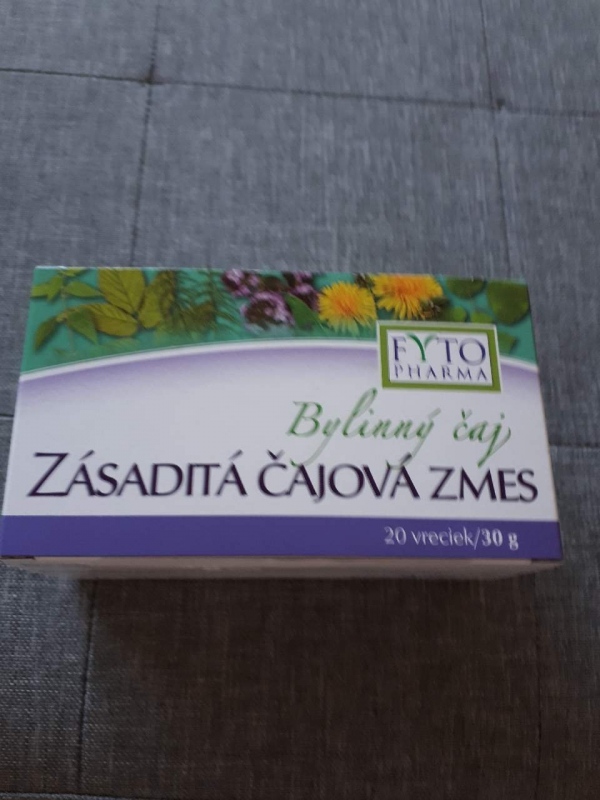 FYTO
PHARMA
Bylinný čaj
ZÁSADITÁ ČAJOVÁ ZMES
20 vreciek/30 g